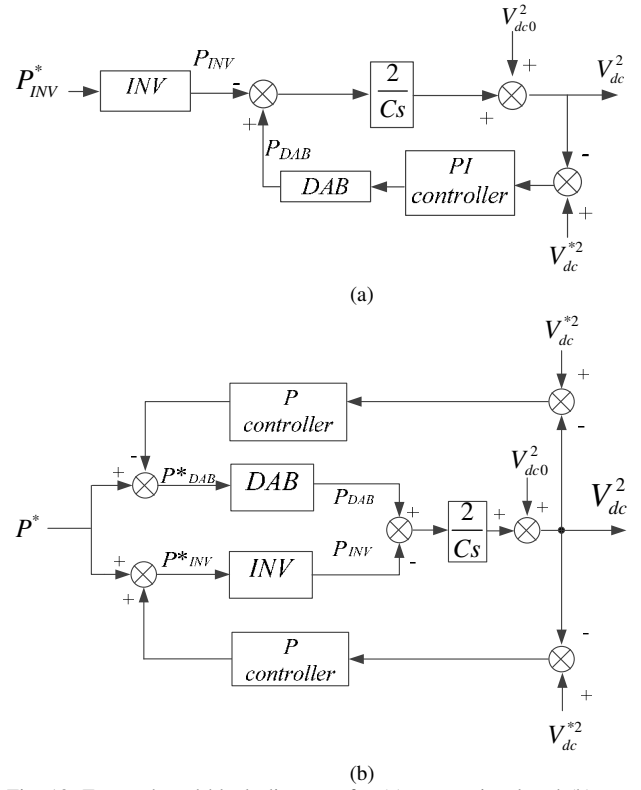 P*INV
INV
PINV
-
+
2
Cs
V²dc0
+
+
V²dc
PDAB
DAB
PI
controller
-
+
V*²dc
(a)
V*²dc
+
-
P
controller
-
+
P*DAB
DAB
PDAB
V²dc0
P*
+
-
2
Cs
+
+
V²dc
+
+
P*INV
INV
PINV
P
controller
-
+
V*²dc
(b)